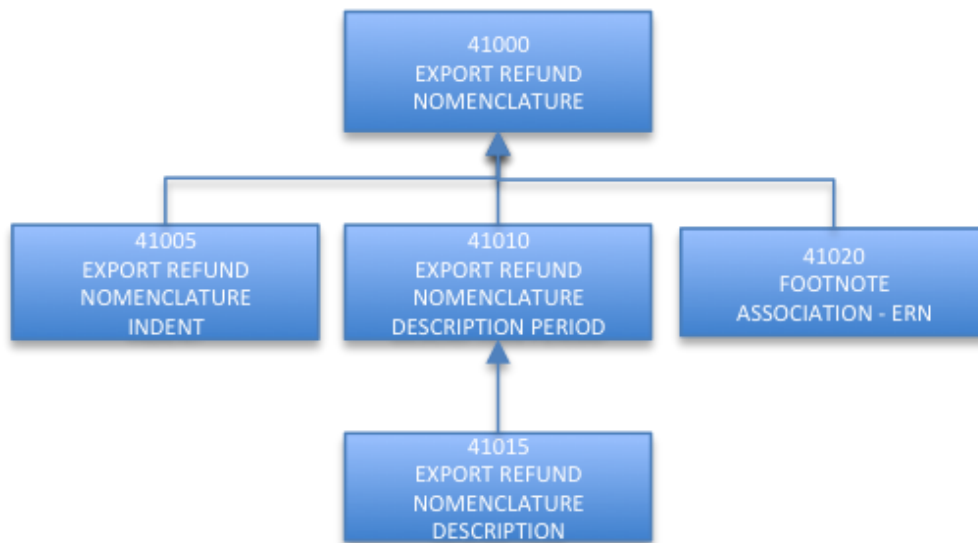 41000
EXPORT REFUND
NOMENCLATURE
41005
EXPORT REFUND
NOMENCLATURE
INDENT
41010
EXPORT REFUND
NOMENCLATURE
DESCRIPTION PERIOD
41020
FOOTNOTE
ASSOCIATION - ERN
41015
EXPORT REFUND
NOMENCLATURE
DESCRIPTION